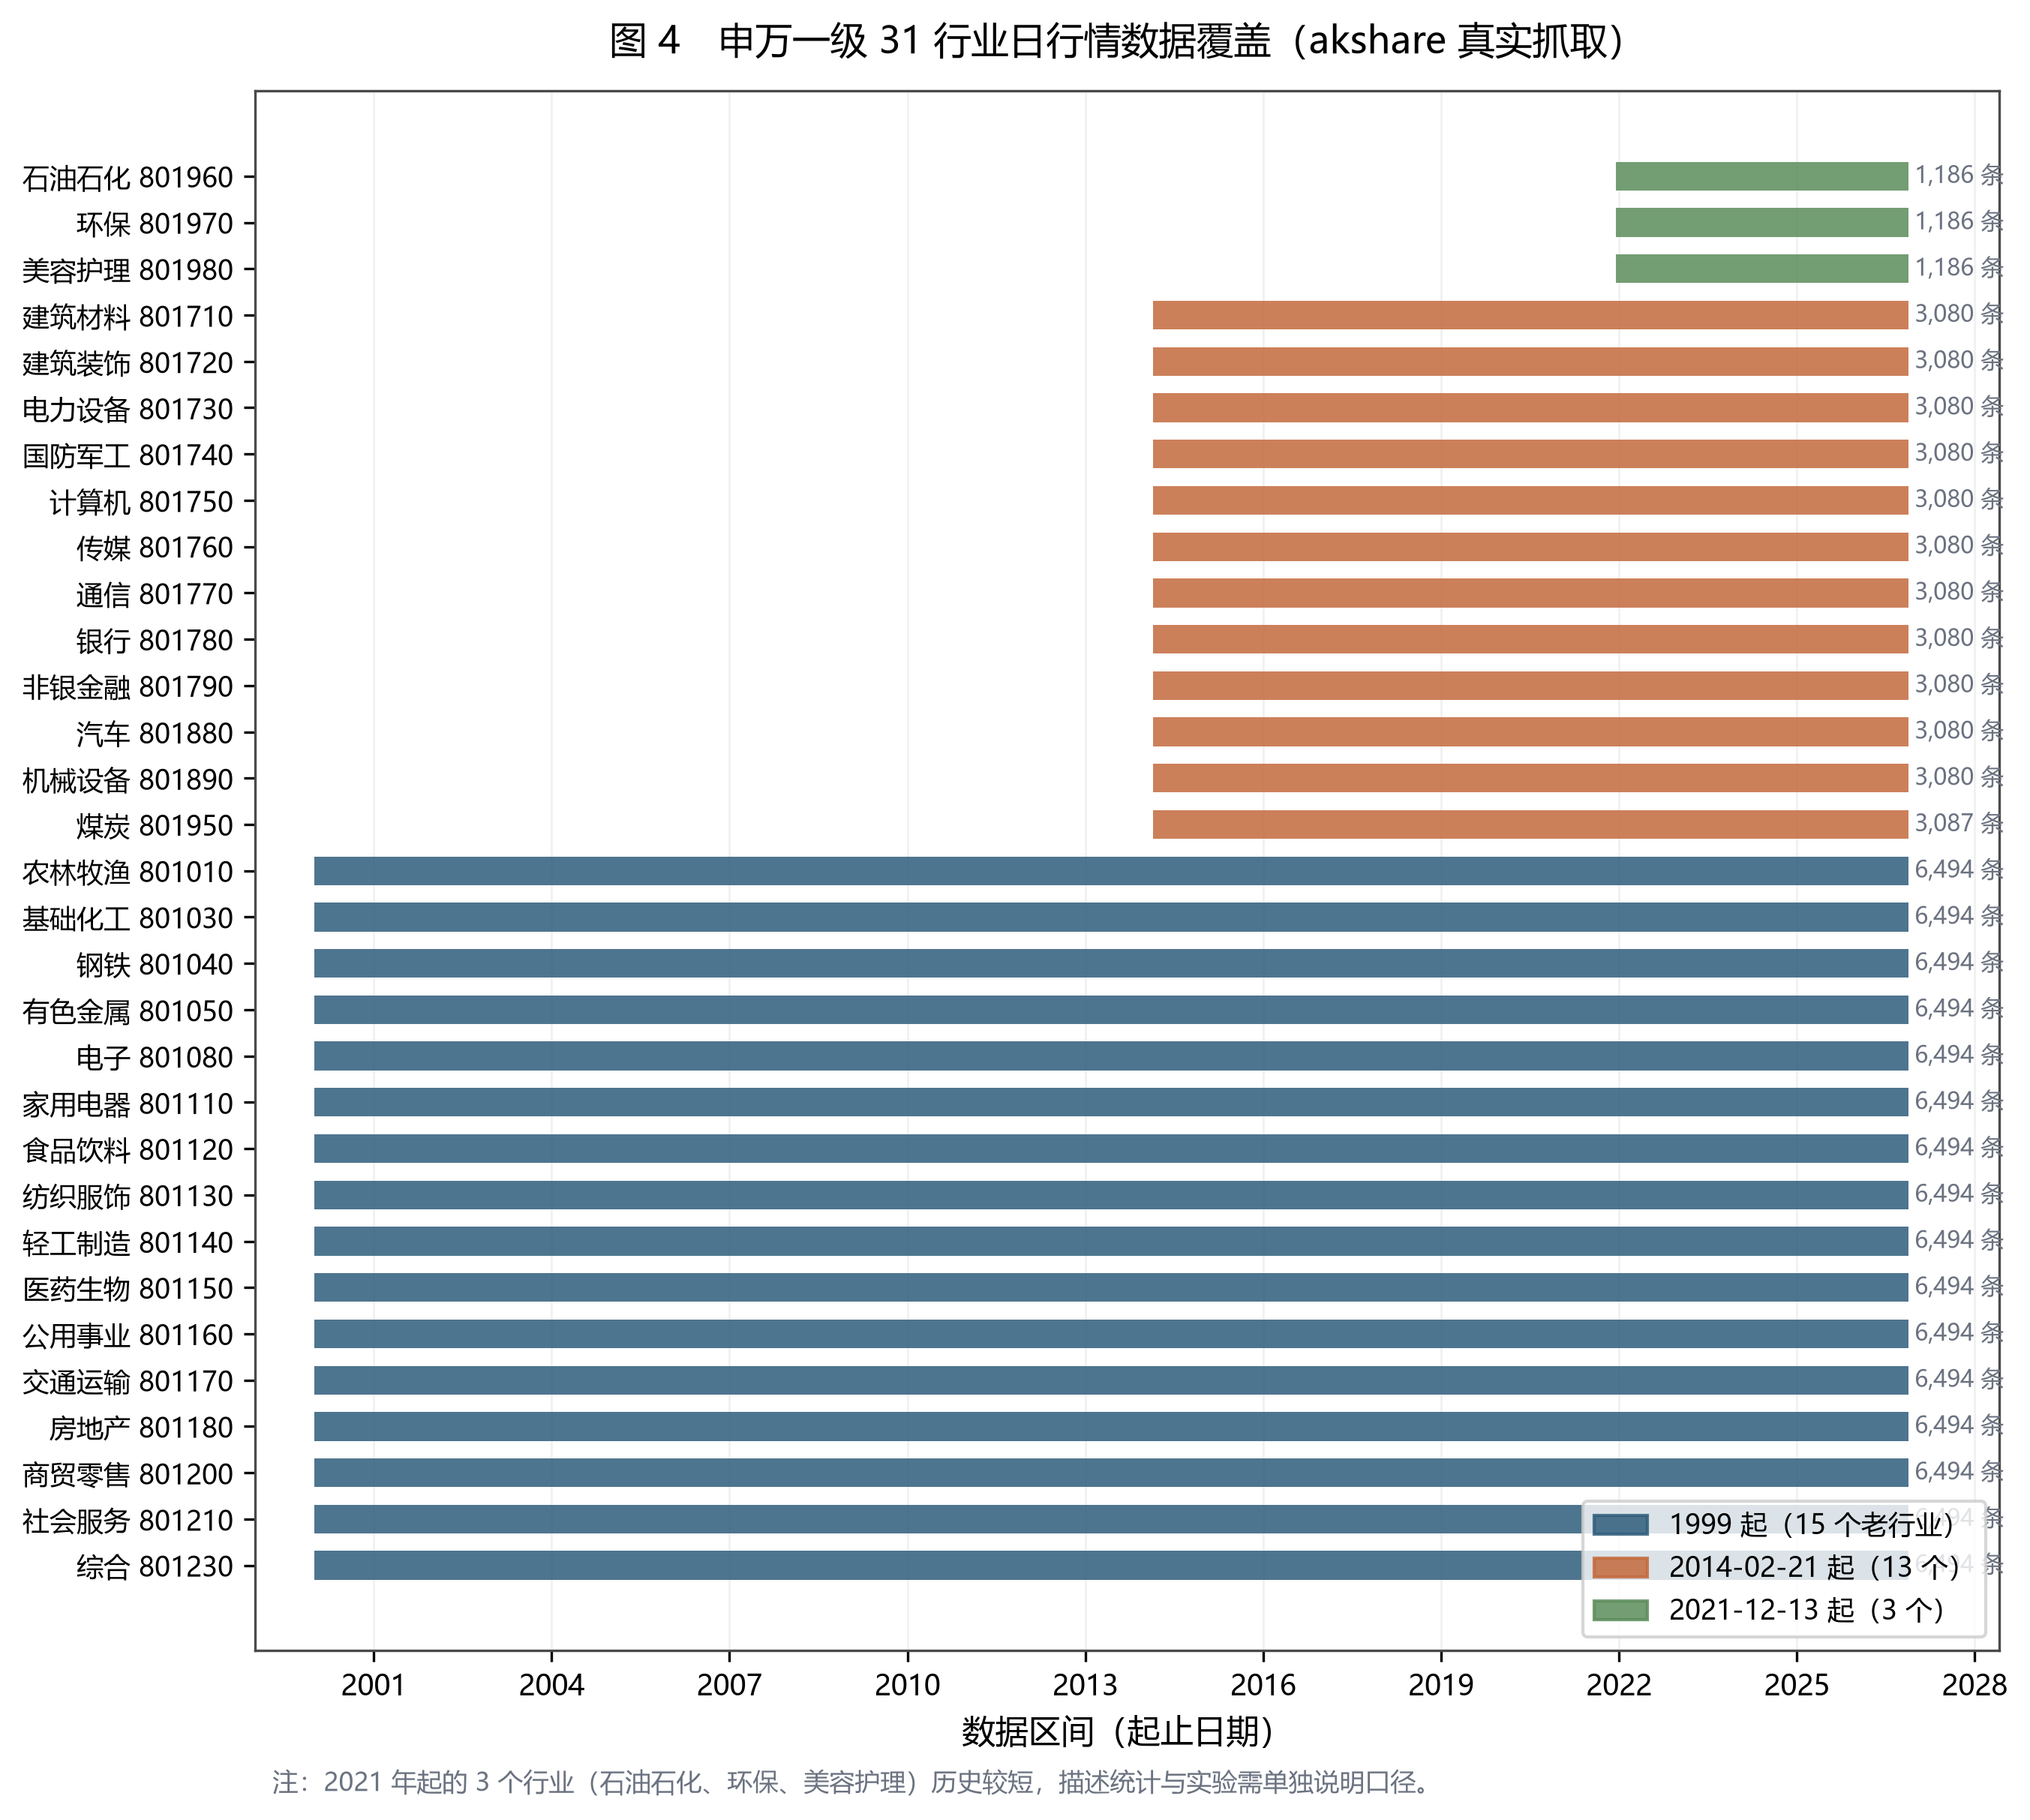 图 4　申万一级 31 行业日行情数据覆盖（akshare 真实抓取）
石油石化 801960 1,186 条
环保 801970 1,186 条
美容护理 801980 1,186 条
建筑材料 801710 3,080 条
建筑装饰 801720 3,080 条
电力设备 801730 3,080 条
国防军工 801740 3,080 条
计算机 801750 3,080 条
传媒 801760 3,080 条
通信 801770 3,080 条
银行 801780 3,080 条
非银金融 801790 3,080 条
汽车 801880 3,080 条
机械设备 801890 3,080 条
煤炭 801950 3,087 条
农林牧渔 801010 6,494 条
基础化工 801030 6,494 条
钢铁 801040 6,494 条
有色金属 801050 6,494 条
电子 801080 6,494 条
家用电器 801110 6,494 条
食品饮料 801120 6,494 条
纺织服饰 801130 6,494 条
轻工制造 801140 6,494 条
医药生物 801150 6,494 条
公用事业 801160 6,494 条
交通运输 801170 6,494 条
房地产 801180 6,494 条
商贸零售 801200 6,494 条
社会服务 801210 6,494 条
综合 801230 6,494 条
1999 起（15 个老行业）
2014-02-21 起（13 个）
2021-12-13 起（3 个）
2001 2004 2007 2010 2013 2016 2019 2022 2025 2028
数据区间（起止日期）
注：2021 年起的 3 个行业（石油石化、环保、美容护理）历史较短，描述统计与实验需单独说明口径。